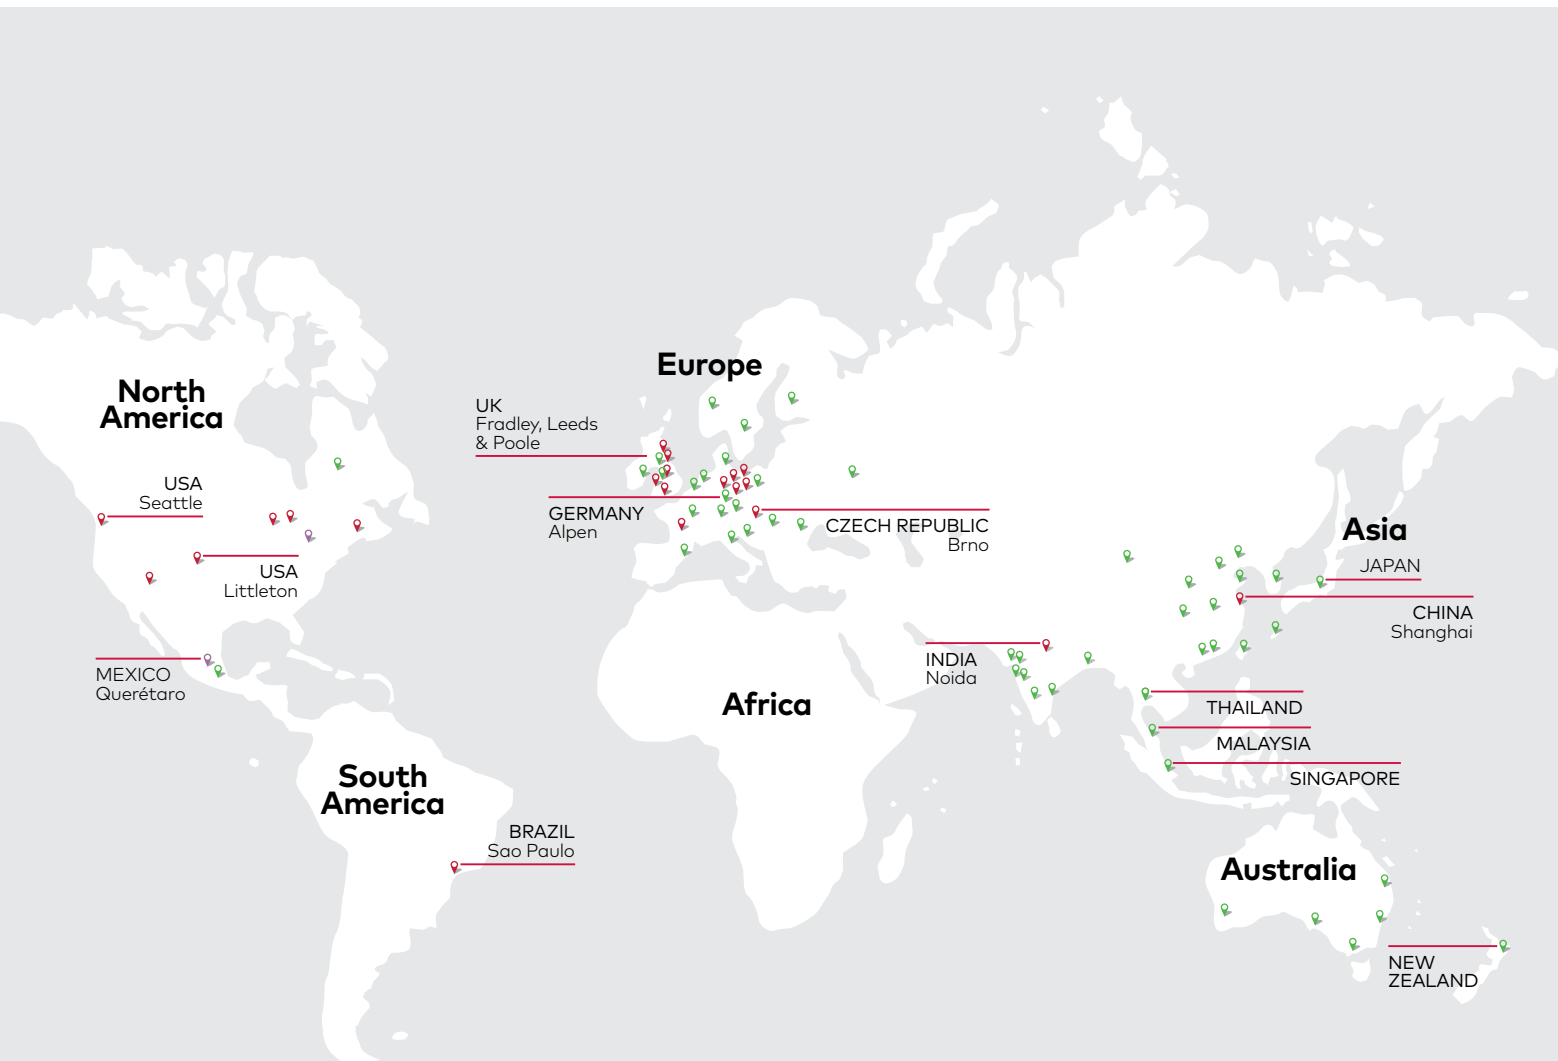 North
America
USA
Seattle
USA
Littleton
MEXICO
Querétaro
South
America
BRAZIL
Sao Paulo
Europe
UK
Fradley, Leeds
& Poole
GERMANY
Alpen
CZECH REPUBLIC
Brno
Africa
Asia
JAPAN
CHINA
Shanghai
INDIA
Noida
THAILAND
MALAYSIA
SINGAPORE
Australia
NEW
ZEALAND